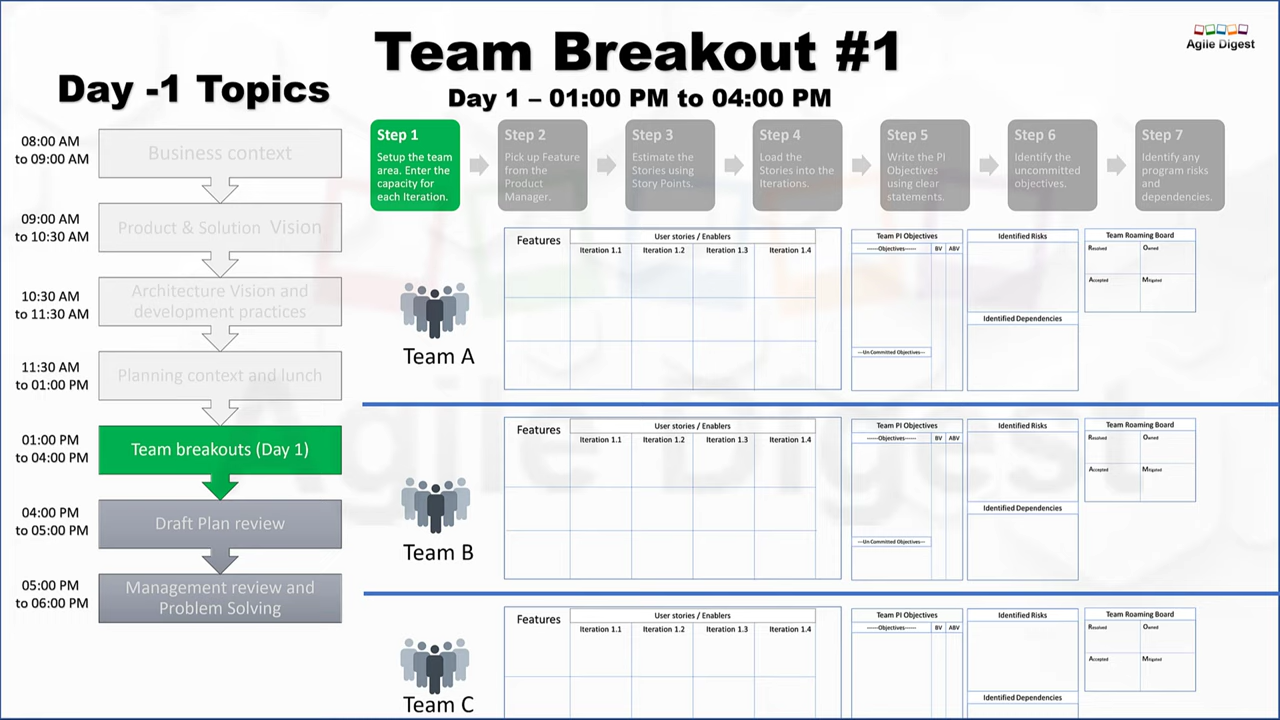 Team Breakout #1
Agile Digest
Day -1 Topics
Day 1 – 01:00 PM to 04:00 PM
08:00 AM
to 09:00 AM
Business context
09:00 AM
to 10:30 AM
Product & Solution Vision
10:30 AM
to 11:30 AM
Architecture Vision and
development practices
11:30 AM
to 01:00 PM
Planning context and lunch
01:00 PM
to 04:00 PM
Team breakouts (Day 1)
04:00 PM
to 05:00 PM
Draft Plan review
05:00 PM
to 06:00 PM
Management review and
Problem Solving
Step 1
Setup the team
area. Enter the
capacity for
each Iteration.
Step 2
Pick up Feature
from the
Product
Manager.
Step 3
Estimate the
Stories using
Story Points.
Step 4
Load the
Stories into the
Iterations.
Step 5
Write the PI
Objectives
using clear
statements.
Step 6
Identify the
uncommitted
objectives.
Step 7
Identify any
program risks
and
dependencies.
Team A
Features
User stories / Enablers
Iteration 1.1 Iteration 1.2 Iteration 1.3 Iteration 1.4
Team PI Objectives
------Objectives------ BV ABV
---Un Committed Objectives---
Identified Risks
Identified Dependencies
Team Roaming Board
Resolved Owned
Accepted Mitigated
Team B
Features
User stories / Enablers
Iteration 1.1 Iteration 1.2 Iteration 1.3 Iteration 1.4
Team PI Objectives
------Objectives------ BV ABV
---Un Committed Objectives---
Identified Risks
Identified Dependencies
Team Roaming Board
Resolved Owned
Accepted Mitigated
Team C
Features
User stories / Enablers
Iteration 1.1 Iteration 1.2 Iteration 1.3 Iteration 1.4
Team PI Objectives
------Objectives------ BV ABV
Identified Risks
Identified Dependencies
Team Roaming Board
Resolved Owned
Accepted Mitigated
Agile Digest